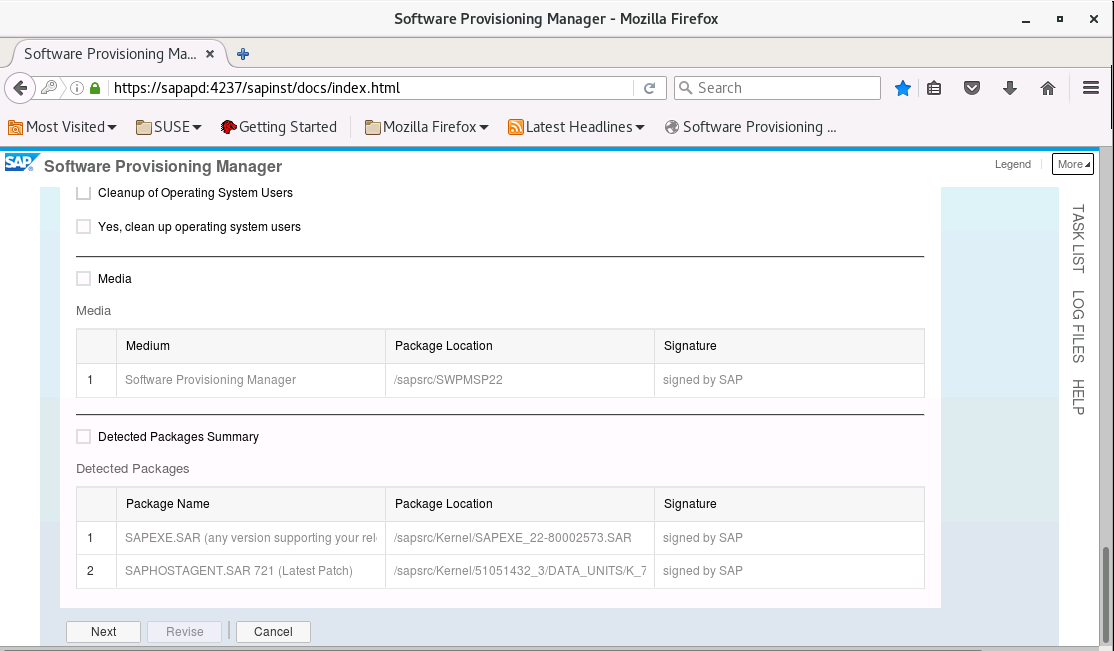 Software Provisioning Manager - Mozilla Firefox
Software Provisioning Ma...
https://sapapd:4237/sapinst/docs/index.html
Search
Most Visited
SUSE
Getting Started
Mozilla Firefox
Latest Headlines
Software Provisioning ...
SAP Software Provisioning Manager
Legend
More
Cleanup of Operating System Users
Yes, clean up operating system users
Media
Media
Medium Package Location Signature
1 Software Provisioning Manager /sapsrc/SWPMSP22 signed by SAP
Detected Packages Summary
Detected Packages
Package Name Package Location Signature
1 SAPEXE.SAR (any version supporting your rel /sapsrc/Kernel/SAPEXE_22-80002573.SAR signed by SAP
2 SAPHOSTAGENT.SAR 721 (Latest Patch) /sapsrc/Kernel/51051432_3/DATA_UNITS/K_7 signed by SAP
Next
Revise
Cancel
TASK LIST
LOG FILES
HELP